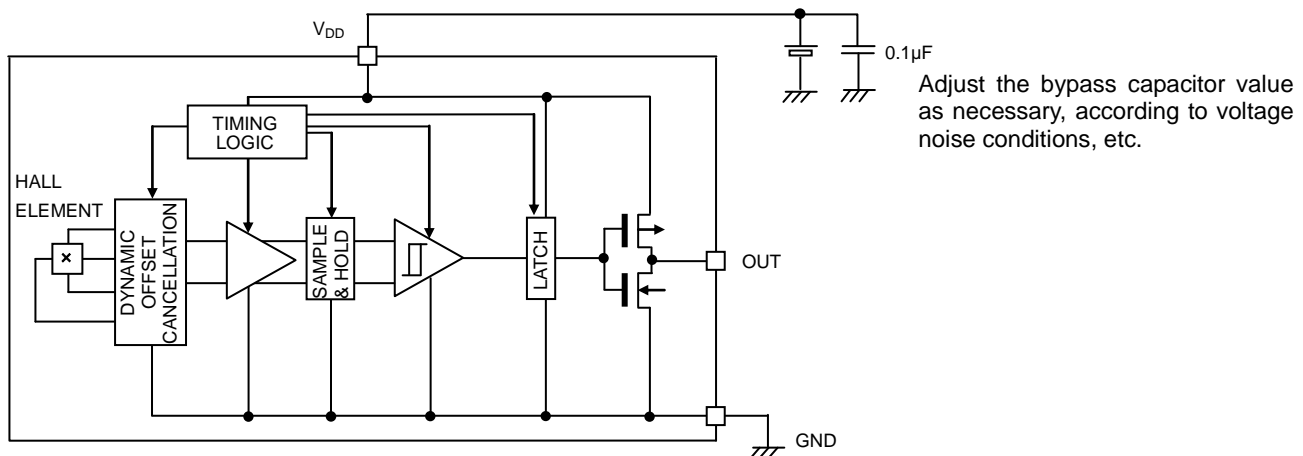 V_DD
0.1µF
Adjust the bypass capacitor value
as necessary, according to voltage
noise conditions, etc.
TIMING
LOGIC
HALL
ELEMENT
DYNAMIC
OFFSET
CANCELLATION
×
SAMPLE
& HOLD
LATCH
OUT
GND